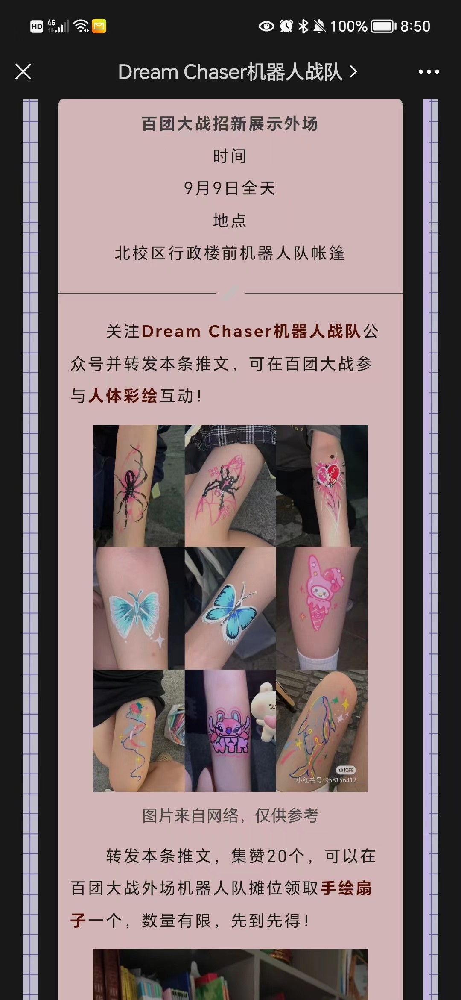 HD 4G 100% 8:50
Dream Chaser机器人战队
百团大战招新展示外场
时间
9月9日全天
地点
北校区行政楼前机器人队帐篷
关注Dream Chaser机器人战队公
众号并转发本条推文，可在百团大战参
与人体彩绘互动！
小红书
小红书号: 958156412
图片来自网络，仅供参考
转发本条推文，集赞20个，可以在
百团大战外场机器人队摊位领取手绘扇
子一个，数量有限，先到先得！